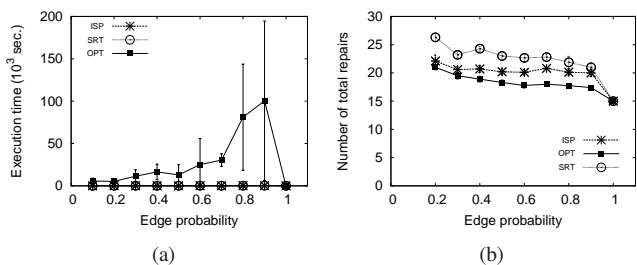 200
150
100
50
0
Execution time (10³ sec.)
ISP
SRT
OPT
0 0.2 0.4 0.6 0.8 1
Edge probability
(a)
30
25
20
15
10
5
0
Number of total repairs
ISP
OPT
SRT
0 0.2 0.4 0.6 0.8 1
Edge probability
(b)